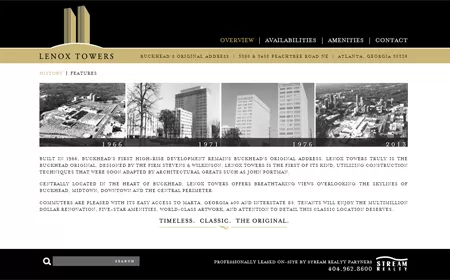 OVERVIEW | AVAILABILITIES | AMENITIES | CONTACT
LENOX TOWERS
BUCKHEAD'S ORIGINAL ADDRESS | 3390 & 3400 PEACHTREE ROAD NE | ATLANTA, GEORGIA 30326
HISTORY | FEATURES
1966 1971 1976 2013
BUILT IN 1966, BUCKHEAD'S FIRST HIGH-RISE DEVELOPMENT REMAINS BUCKHEAD'S ORIGINAL ADDRESS. LENOX TOWERS TRULY IS THE
BUCKHEAD ORIGINAL. DESIGNED BY THE FIRM STEVENS & WILKINSON, LENOX TOWERS IS THE FIRST OF ITS KIND, UTILIZING CONSTRUCTION
TECHNIQUES THAT WERE SOON ADAPTED BY ARCHITECTURAL GREATS SUCH AS JOHN PORTMAN.
CENTRALLY LOCATED IN THE HEART OF BUCKHEAD, LENOX TOWERS OFFERS BREATHTAKING VIEWS OVERLOOKING THE SKYLINES OF
BUCKHEAD, MIDTOWN, DOWNTOWN AND THE CENTRAL PERIMETER.
COMMUTERS ARE PLEASED WITH ITS EASY ACCESS TO MARTA, GEORGIA 400 AND INTERSTATE 85. TENANTS WILL ENJOY THE MULTIMILLION
DOLLAR RENOVATION, FIVE-STAR AMENITIES, WORLD-CLASS ARTWORK, AND ATTENTION TO DETAIL THIS CLASSIC LOCATION DESERVES.
TIMELESS. CLASSIC. THE ORIGINAL.
SEARCH
PROFESSIONALLY LEASED ON-SITE BY STREAM REALTY PARTNERS
404.962.8600
STREAM
REALTY